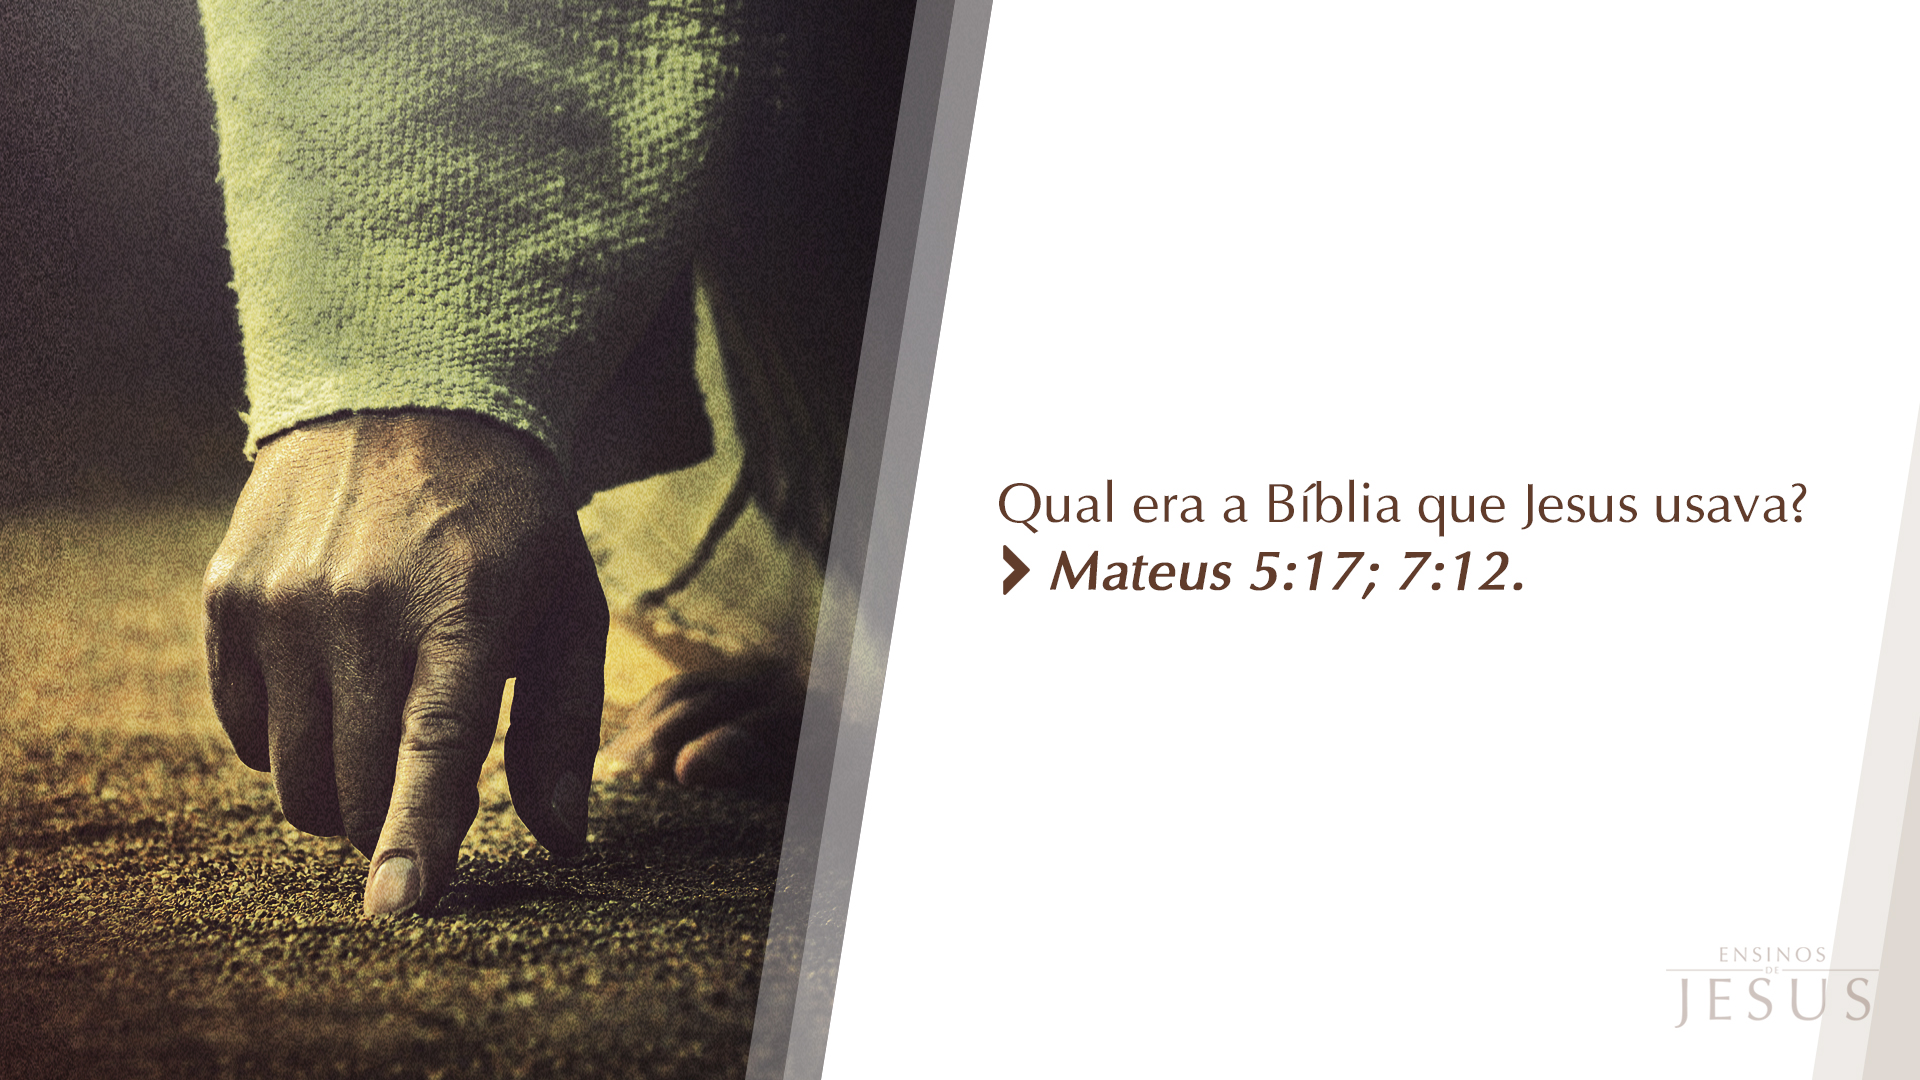 Qual era a Bíblia que Jesus usava?
Mateus 5:17; 7:12.
ENSINOS
DE
JESUS